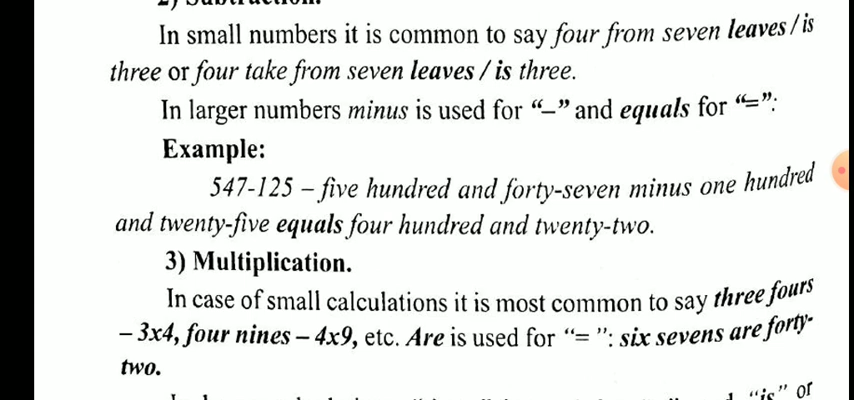 2) Subtraction.
In small numbers it is common to say four from seven leaves / is
three or four take from seven leaves / is three.
In larger numbers minus is used for “–” and equals for “=”:
Example:
547-125 – five hundred and forty-seven minus one hundred
and twenty-five equals four hundred and twenty-two.
3) Multiplication.
In case of small calculations it is most common to say three fours
– 3x4, four nines – 4x9, etc. Are is used for “= ”: six sevens are forty-
two.
“is” or